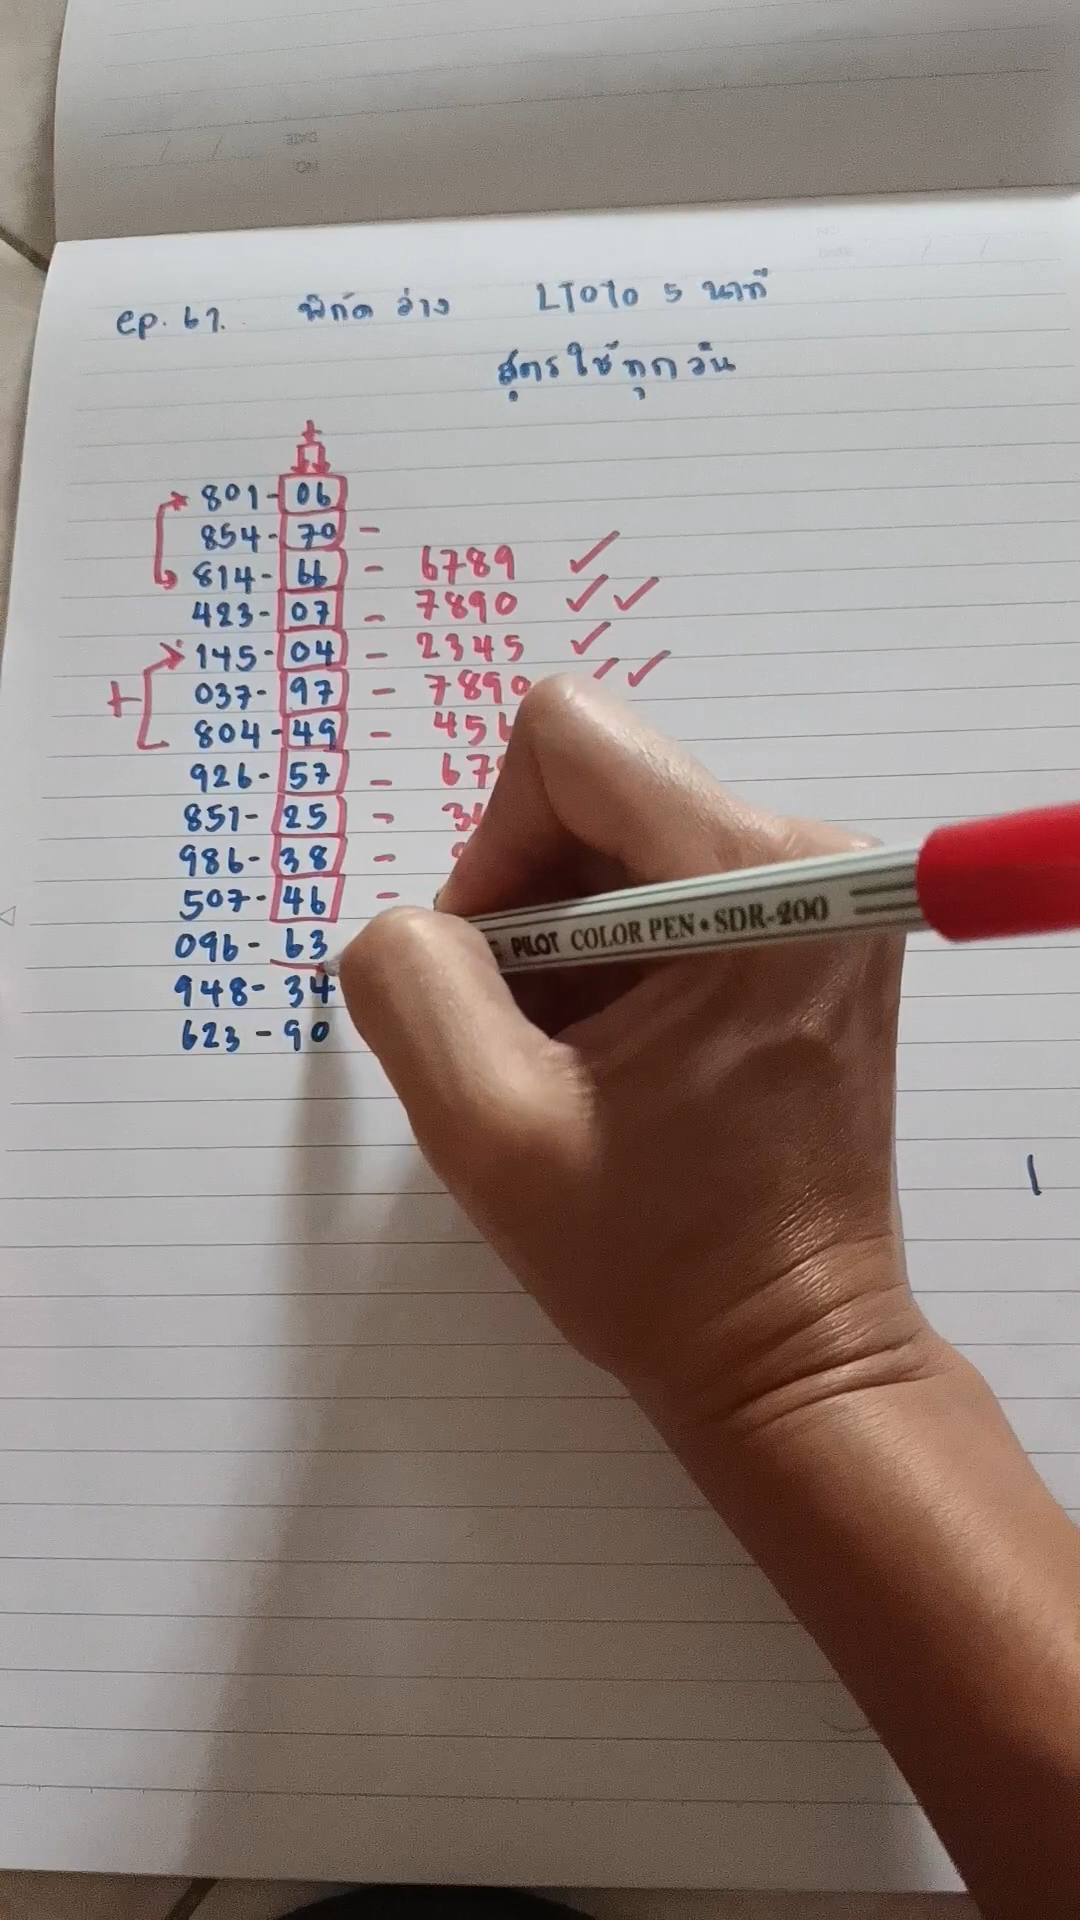 ep. 67. พิกัด อ่าง LTOTO 5 นาที
สูตรใช้ทุกวัน
+
801-06
854-70 -
814-66 - 6789 ✓
423-07 - 7890 ✓✓
145-04 - 2345 ✓
+ 037-97 - 7890 ✓✓
804-49 - 456
926-57 - 67
851-25 -
986-38 -
507-46 -
096-63
948-34
623-90
PILOT COLOR PEN • SDR-200